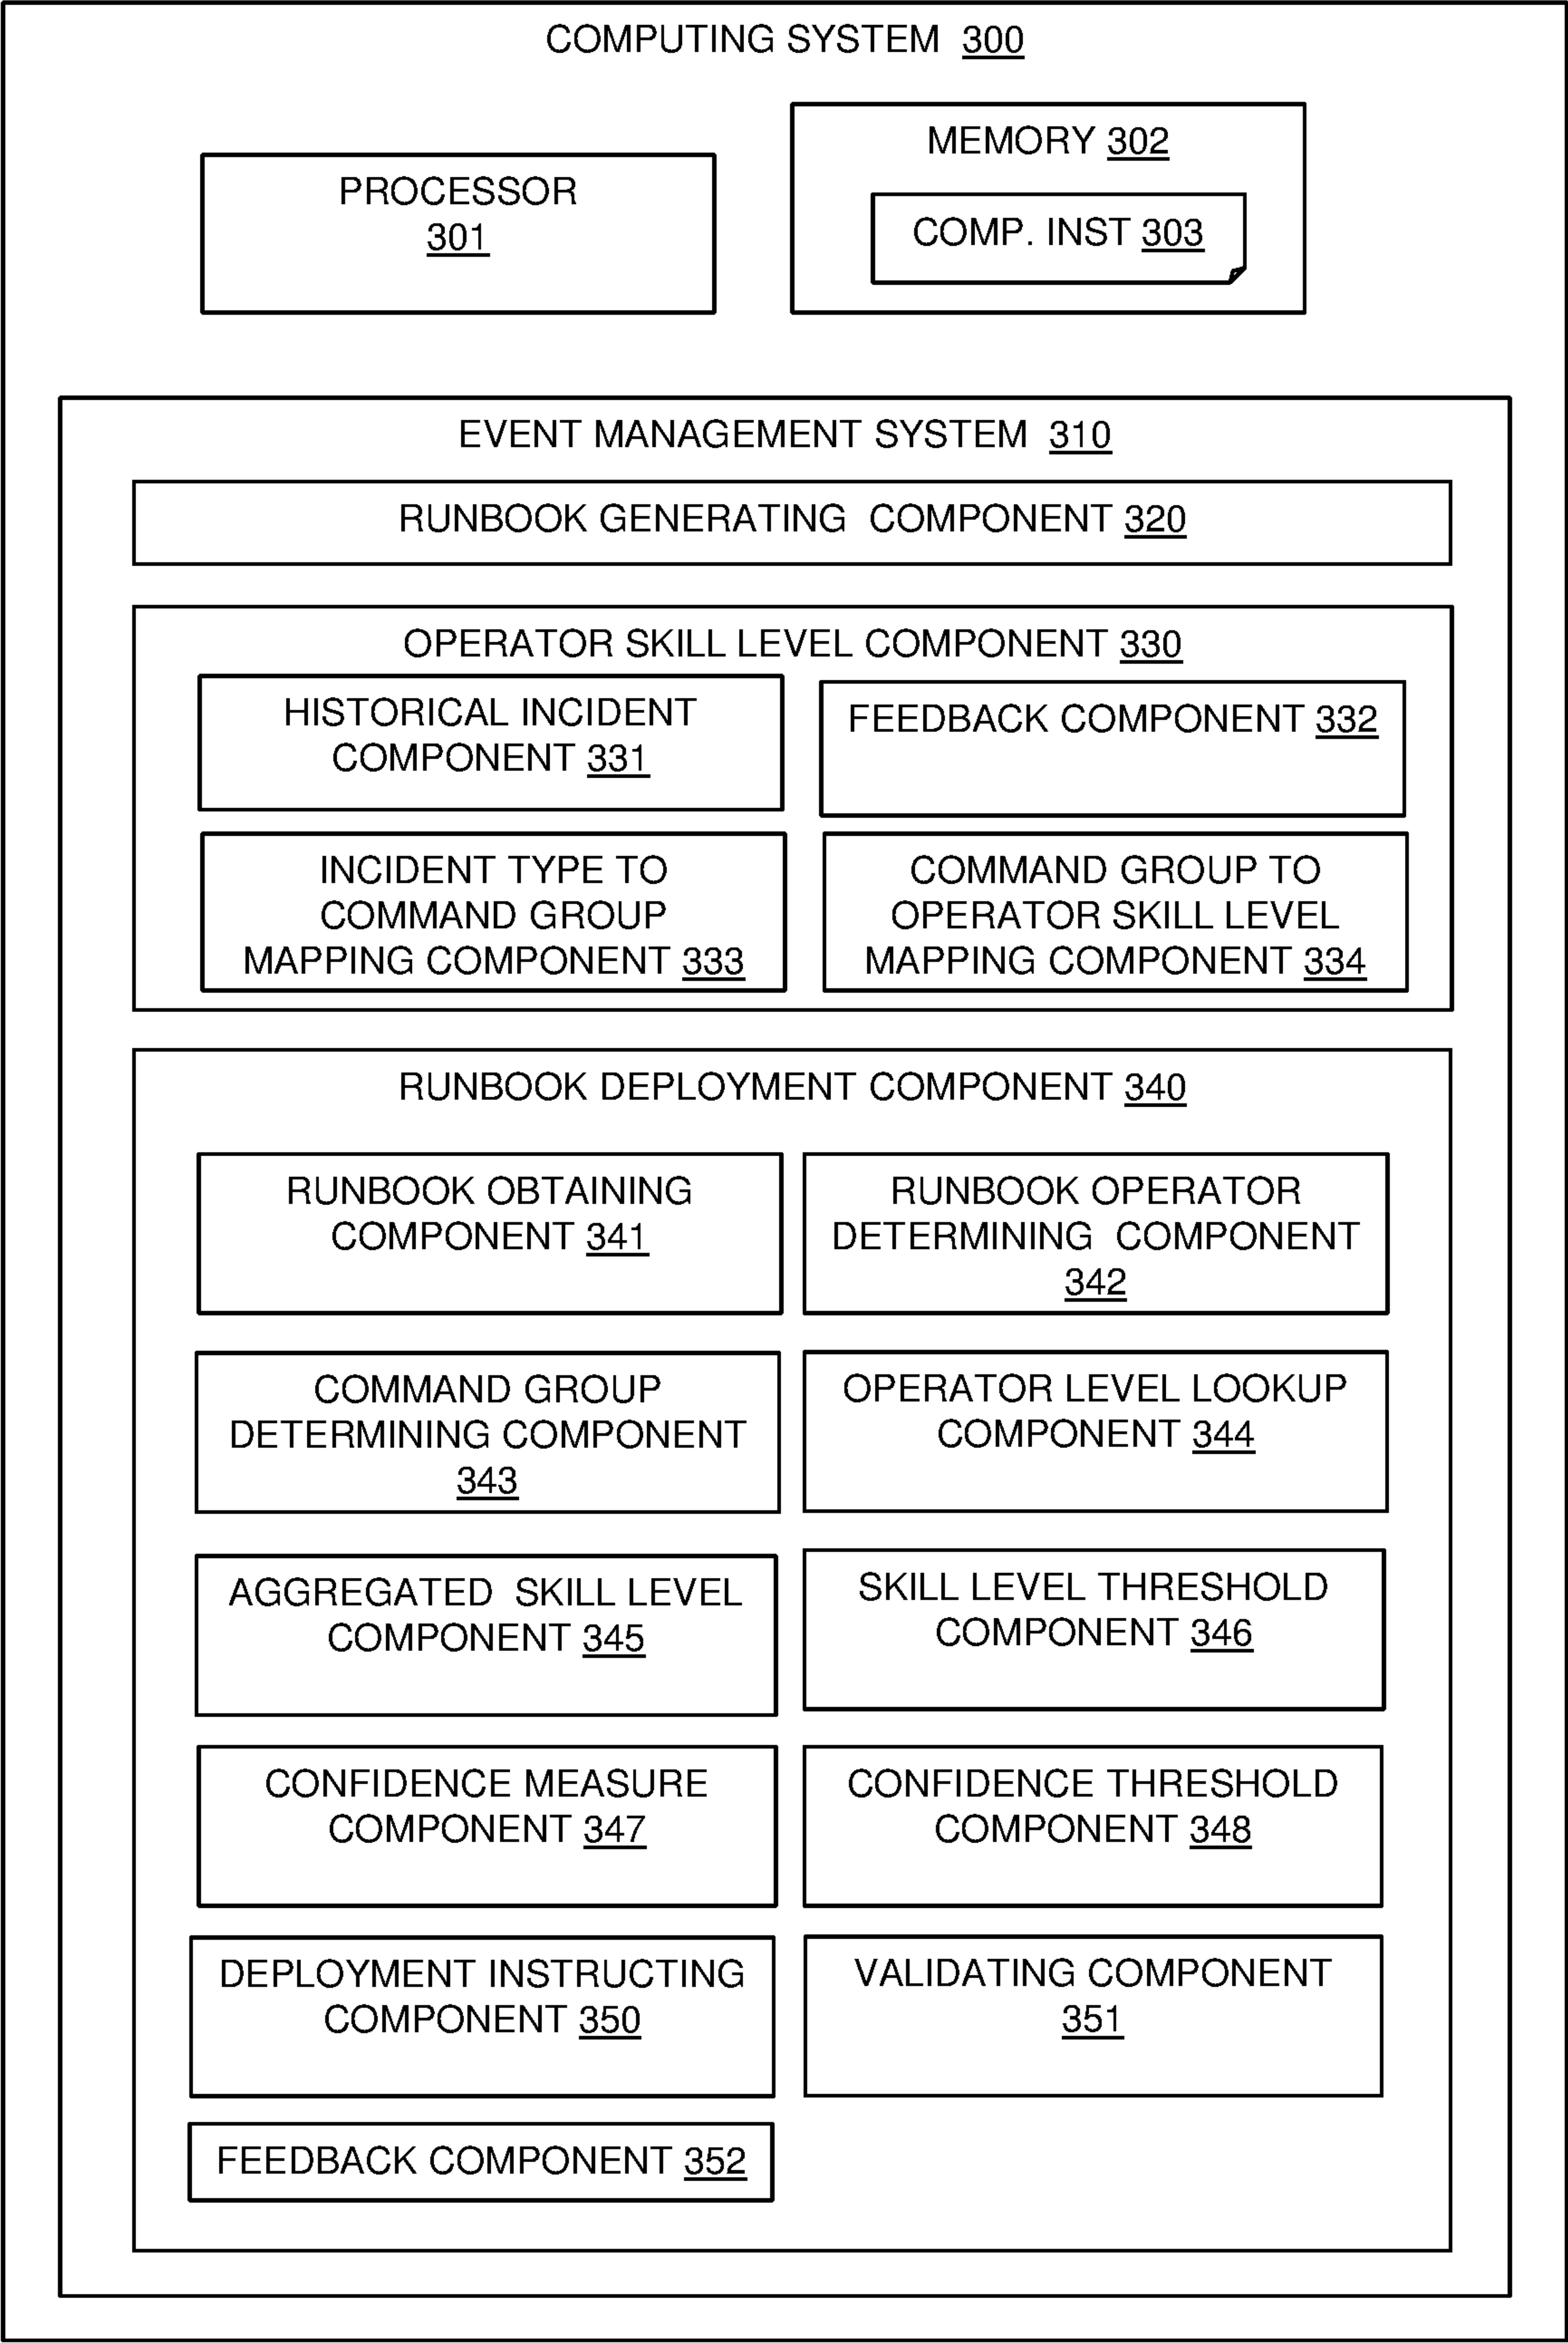 COMPUTING SYSTEM 300
PROCESSOR
301
MEMORY 302
COMP. INST 303
EVENT MANAGEMENT SYSTEM 310
RUNBOOK GENERATING COMPONENT 320
OPERATOR SKILL LEVEL COMPONENT 330
HISTORICAL INCIDENT
COMPONENT 331
FEEDBACK COMPONENT 332
INCIDENT TYPE TO
COMMAND GROUP
MAPPING COMPONENT 333
COMMAND GROUP TO
OPERATOR SKILL LEVEL
MAPPING COMPONENT 334
RUNBOOK DEPLOYMENT COMPONENT 340
RUNBOOK OBTAINING
COMPONENT 341
RUNBOOK OPERATOR
DETERMINING COMPONENT
342
COMMAND GROUP
DETERMINING COMPONENT
343
OPERATOR LEVEL LOOKUP
COMPONENT 344
AGGREGATED SKILL LEVEL
COMPONENT 345
SKILL LEVEL THRESHOLD
COMPONENT 346
CONFIDENCE MEASURE
COMPONENT 347
CONFIDENCE THRESHOLD
COMPONENT 348
DEPLOYMENT INSTRUCTING
COMPONENT 350
VALIDATING COMPONENT
351
FEEDBACK COMPONENT 352